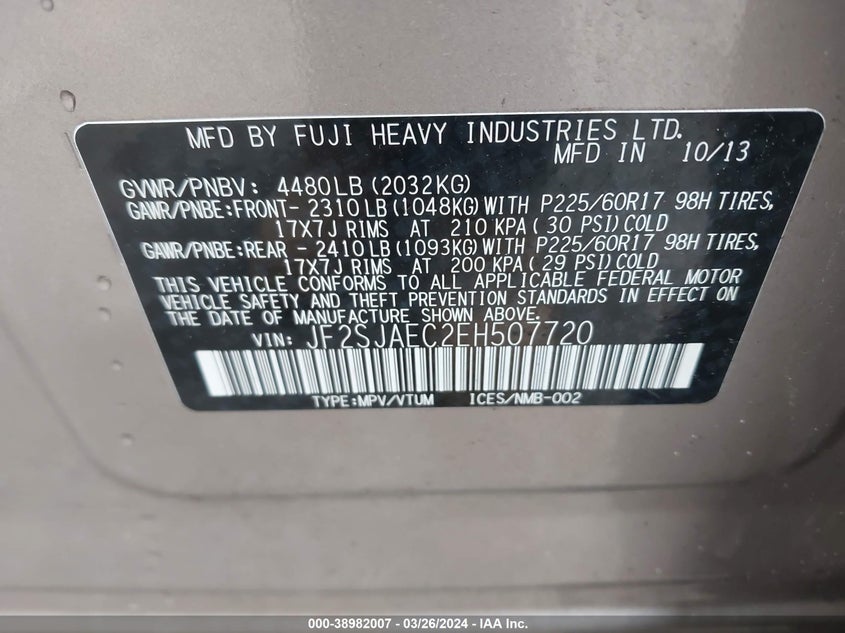 MFD BY FUJI HEAVY INDUSTRIES LTD.
MFD IN 10/13
GVWR/PNBV: 4480LB (2032KG)
GAWR/PNBE:FRONT- 2310LB (1048KG) WITH P225/60R17 98H TIRES,
17X7J RIMS AT 210 KPA ( 30 PSI) COLD
GAWR/PNBE:REAR - 2410LB (1093KG) WITH P225/60R17 98H TIRES,
17X7J RIMS AT 200 KPA ( 29 PSI) COLD
THIS VEHICLE CONFORMS TO ALL APPLICABLE FEDERAL MOTOR
VEHICLE SAFETY AND THEFT PREVENTION STANDARDS IN EFFECT ON
THE DATE OF MANUFACTURE SHOWN ABOVE.
VIN: JF2SJAEC2EH507720
TYPE:MPV/VTUM ICES/NMB-002
000-38982007 - 03/26/2024 - IAA Inc.